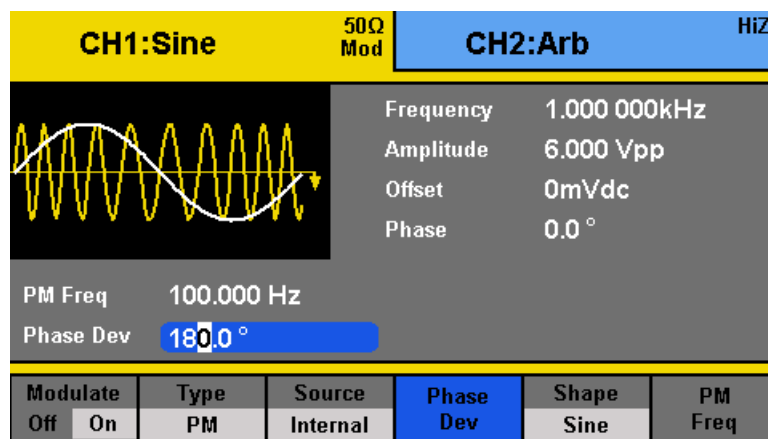 CH1:Sine 50Ω Mod CH2:Arb HiZ
Frequency 1.000 000kHz
Amplitude 6.000 Vpp
Offset 0mVdc
Phase 0.0 °
PM Freq 100.000 Hz
Phase Dev 180.0 °
Modulate Type Source Phase Shape PM
Off On PM Internal Dev Sine Freq